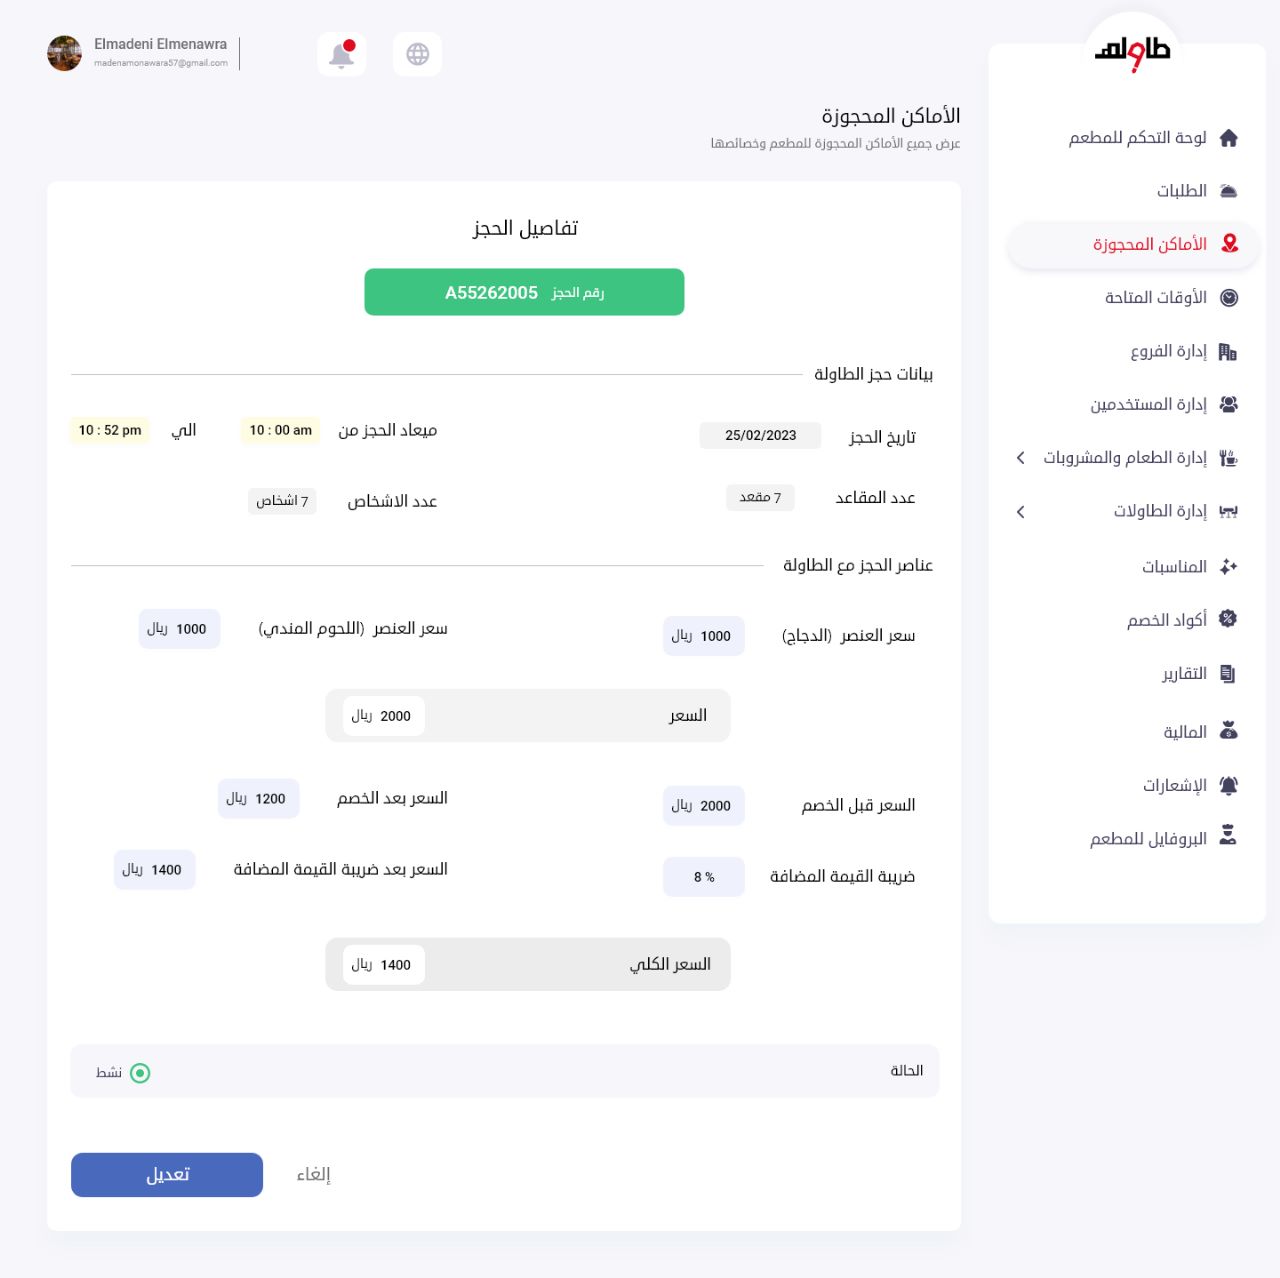 طاوله
لوحة التحكم للمطعم
الطلبات
الأماكن المحجوزة
الأوقات المتاحة
إدارة الفروع
إدارة المستخدمين
إدارة الطعام والمشروبات
إدارة الطاولات
المناسبات
أكواد الخصم
التقارير
المالية
الإشعارات
البروفايل للمطعم
Elmadeni Elmenawra
madenamonawara57@gmail.com
الأماكن المحجوزة
عرض جميع الأماكن المحجوزة للمطعم وخصائصها
تفاصيل الحجز
رقم الحجز A55262005
بيانات حجز الطاولة
تاريخ الحجز 25/02/2023
ميعاد الحجز من 10 : 00 am الي 10 : 52 pm
عدد المقاعد 7 مقعد
عدد الاشخاص 7 اشخاص
عناصر الحجز مع الطاولة
سعر العنصر (الدجاج) 1000 ريال
سعر العنصر (اللحوم المندي) 1000 ريال
السعر 2000 ريال
السعر قبل الخصم 2000 ريال
السعر بعد الخصم 1200 ريال
ضريبة القيمة المضافة 8 %
السعر بعد ضريبة القيمة المضافة 1400 ريال
السعر الكلي 1400 ريال
الحالة نشط
إلغاء
تعديل